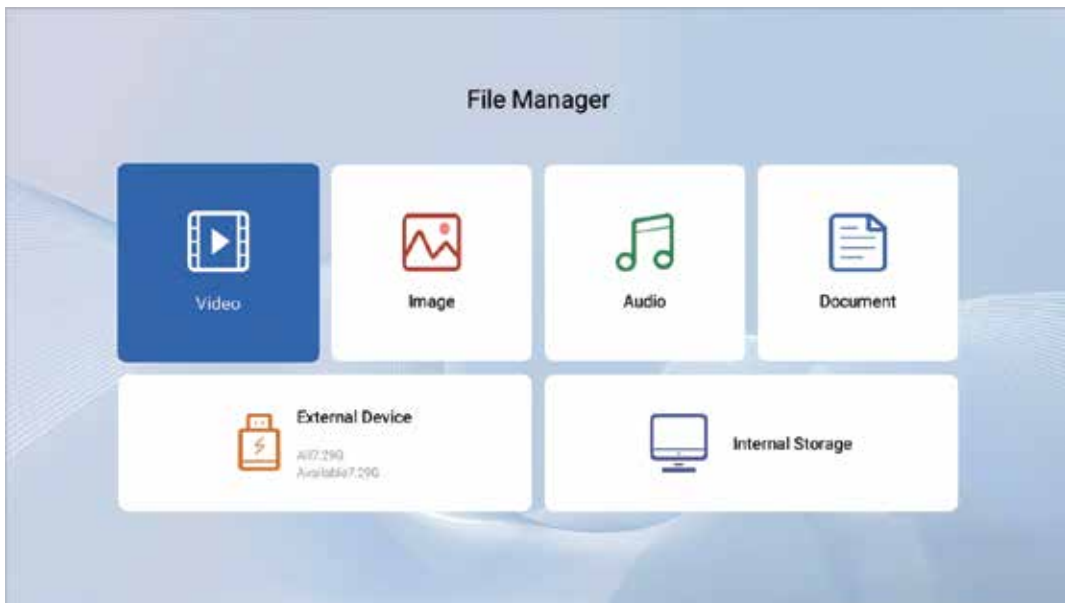 File Manager
Video
Image
Audio
Document
External Device
All7.29G
Available7.29G
Internal Storage